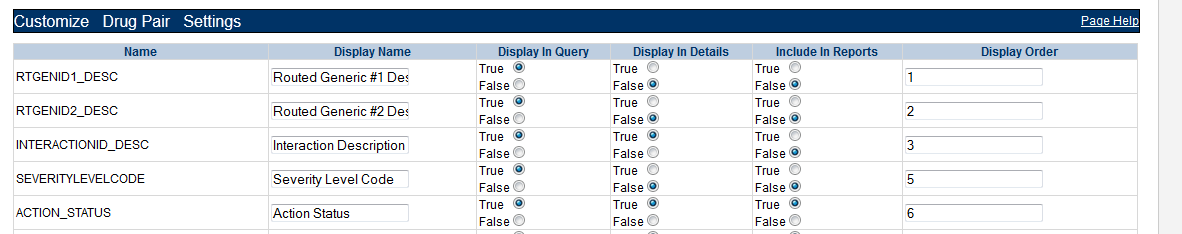 Customize Drug Pair Settings Page Help
Name Display Name Display In Query Display In Details Include In Reports Display Order
RTGENID1_DESC Routed Generic #1 Des True False True False True False 1
RTGENID2_DESC Routed Generic #2 Des True False True False True False 2
INTERACTIONID_DESC Interaction Description True False True False True False 3
SEVERITYLEVELCODE Severity Level Code True False True False True False 5
ACTION_STATUS Action Status True False True False True False 6